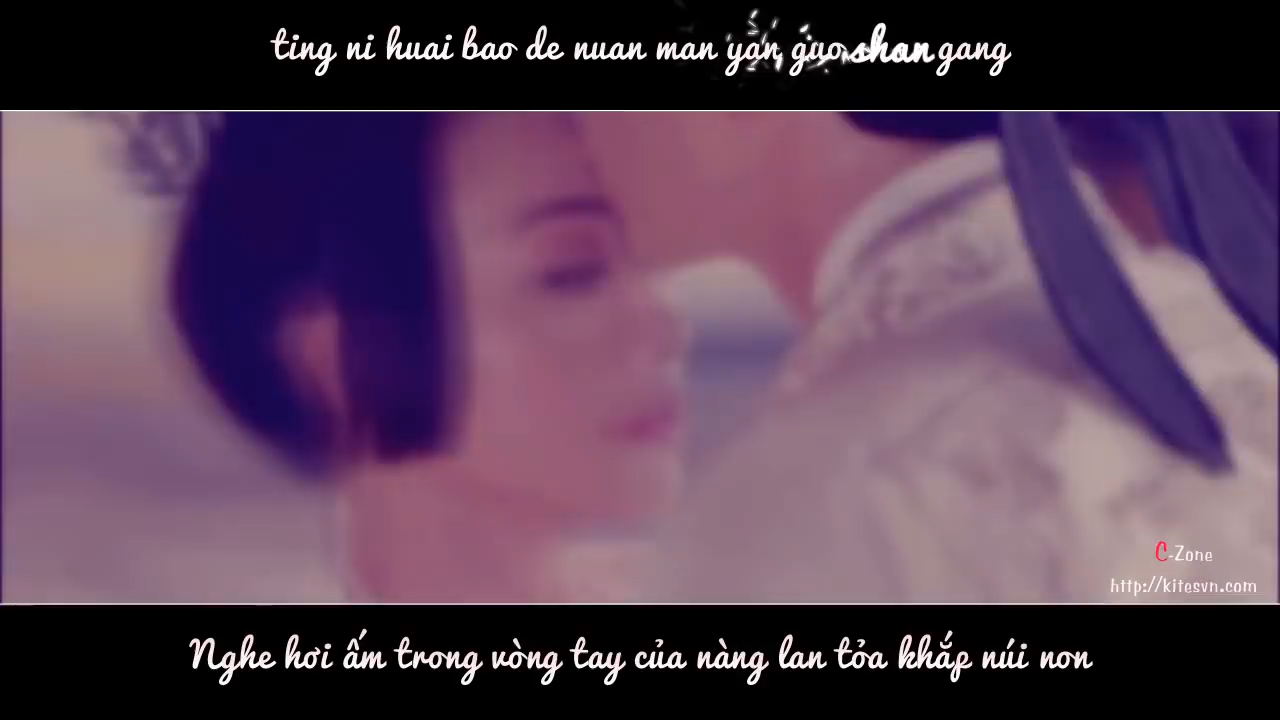 ting ni huai bao de nuan man yan guo shan gang
C-Zone
http://kitesvn.com
Nghe hơi ấm trong vòng tay của nàng lan tỏa khắp núi non